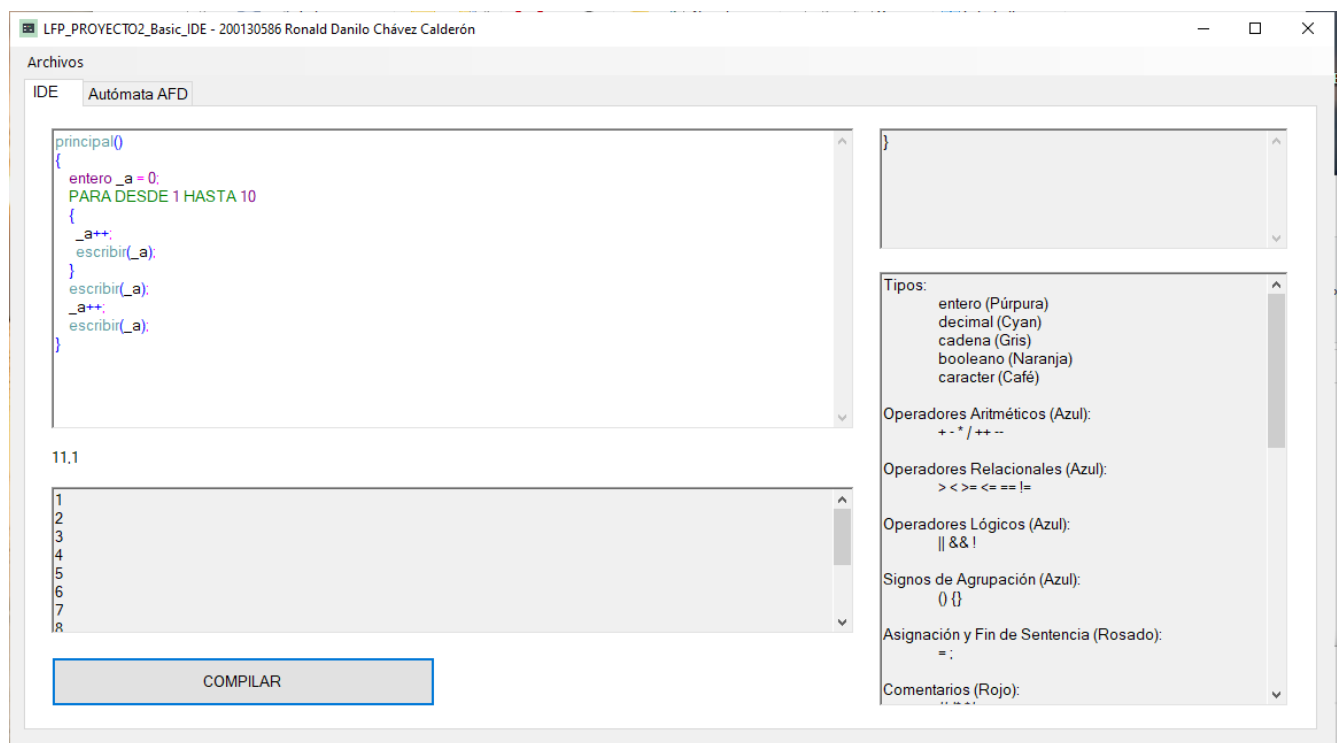 LFP_PROYECTO2_Basic_IDE - 200130586 Ronald Danilo Chávez Calderón
Archivos
IDE
Autómata AFD
principal()
{
entero _a = 0;
PARA DESDE 1 HASTA 10
{
_a++;
escribir(_a);
}
escribir(_a);
_a++;
escribir(_a);
}
11,1
1
2
3
4
5
6
7
8
COMPILAR
}
Tipos:
entero (Púrpura)
decimal (Cyan)
cadena (Gris)
booleano (Naranja)
caracter (Café)
Operadores Aritméticos (Azul):
+ - * / ++ --
Operadores Relacionales (Azul):
> < >= <= == !=
Operadores Lógicos (Azul):
|| && !
Signos de Agrupación (Azul):
() {}
Asignación y Fin de Sentencia (Rosado):
= ;
Comentarios (Rojo):